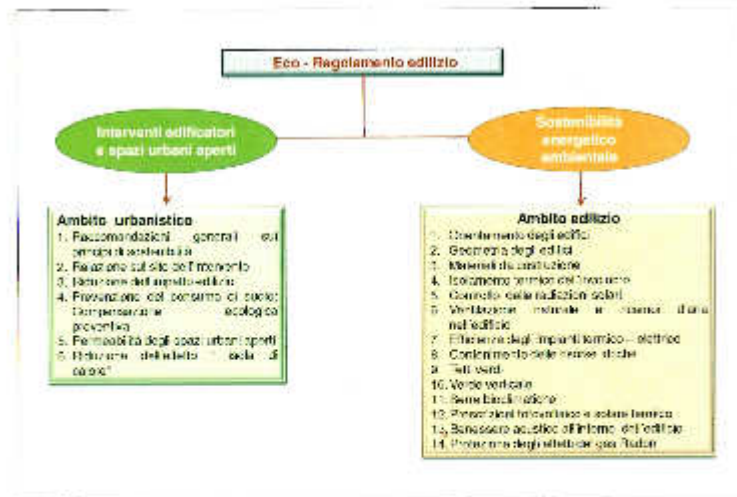 Eco - Regolamento edilizio
Interventi edificatori
e spazi urbani aperti
Sostenibilità
energetico
ambientale
Ambito urbanistico
1. Raccomandazioni generali sui
principi di sostenibilità
2. Relazione sul sito dell'intervento
3. Riduzione dell'impatto edilizio
4. Prevenzione del consumo di suolo:
Compensazione ecologica
preventiva
5. Permeabilità degli spazi urbani aperti
6. Riduzione dell'effetto "isola di
calore"
Ambito edilizio
1. Orientamento degli edifici
2. Geometria degli edifici
3. Materiali da costruzione
4. Isolamento termico dell'involucro
5. Controllo delle radiazioni solari
6. Ventilazione naturale e ricambi d'aria
nell'edificio
7. Efficienza degli impianti termico – elettrico
8. Contenimento delle risorse idriche
9. Tetti verdi
10. Verde verticale
11. Serre bioclimatiche
12. Prescrizioni fotovoltaico e solare termico
13. Benessere acustico all'interno dell'edificio
14. Protezione degli effetti del gas Radon